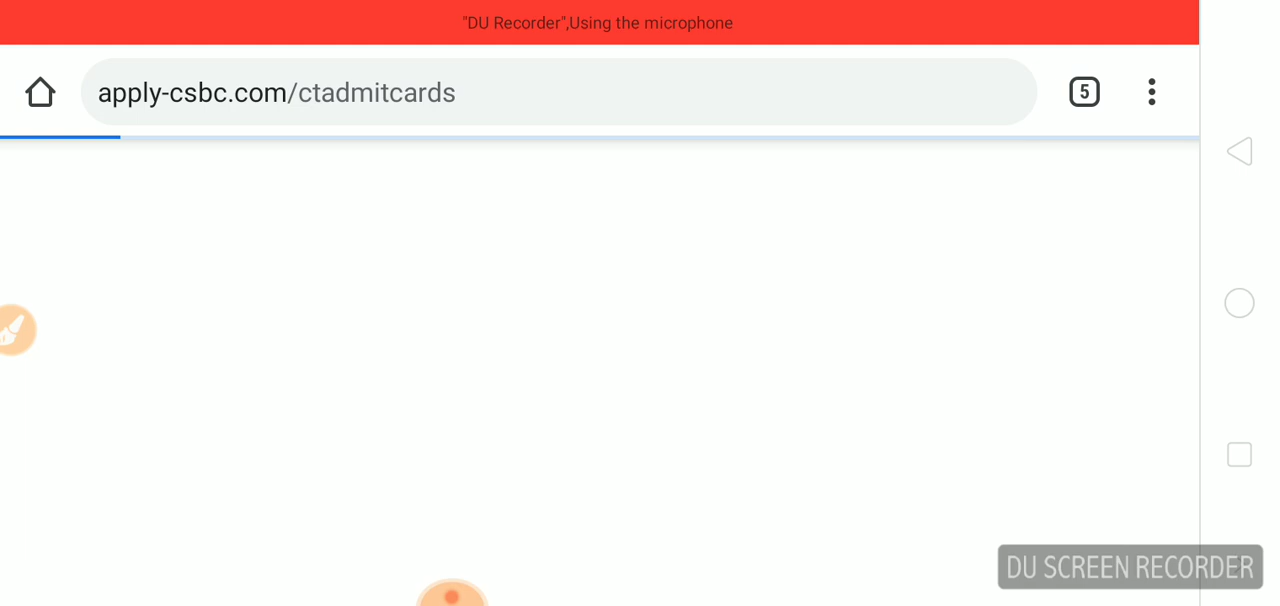 "DU Recorder",Using the microphone
apply-csbc.com/ctadmitcards
5
DU SCREEN RECORDER